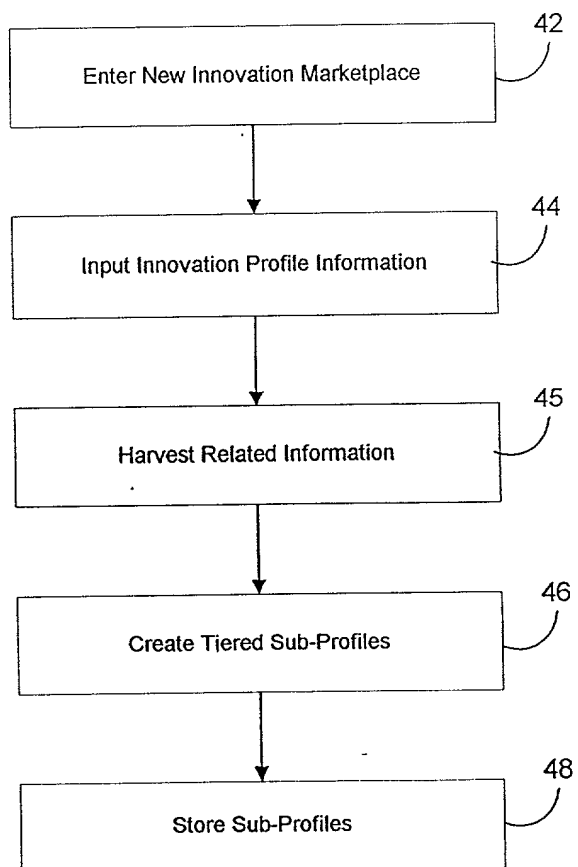 42
Enter New Innovation Marketplace
44
Input Innovation Profile Information
45
Harvest Related Information
46
Create Tiered Sub-Profiles
48
Store Sub-Profiles